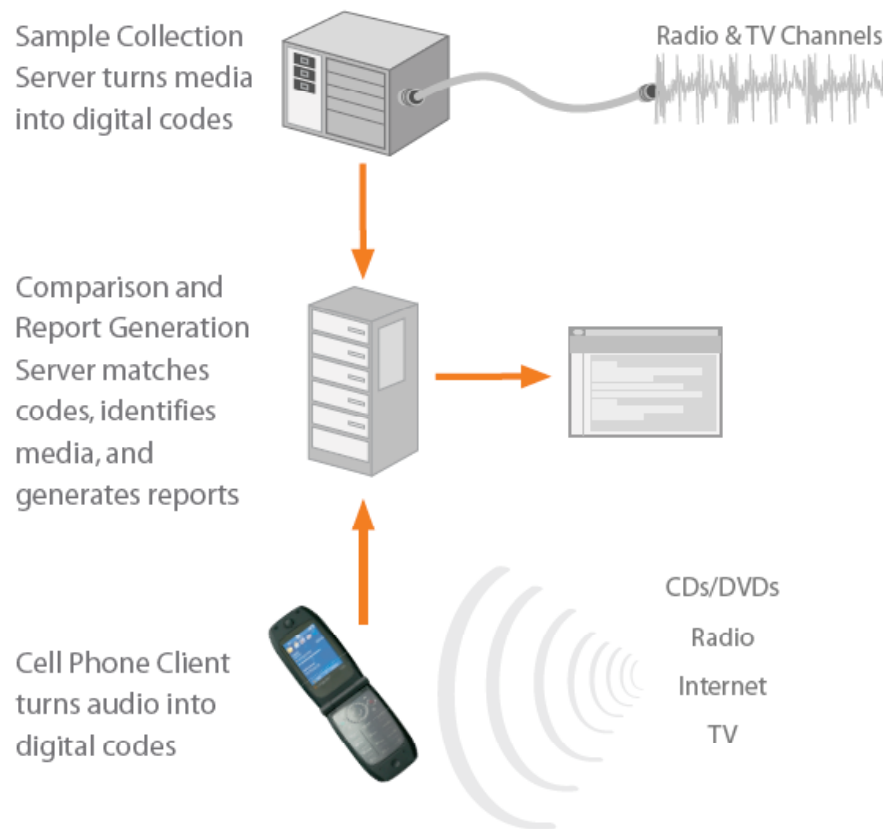 Sample Collection
Server turns media
into digital codes
Radio & TV Channels
Comparison and
Report Generation
Server matches
codes, identifies
media, and
generates reports
Cell Phone Client
turns audio into
digital codes
CDs/DVDs
Radio
Internet
TV